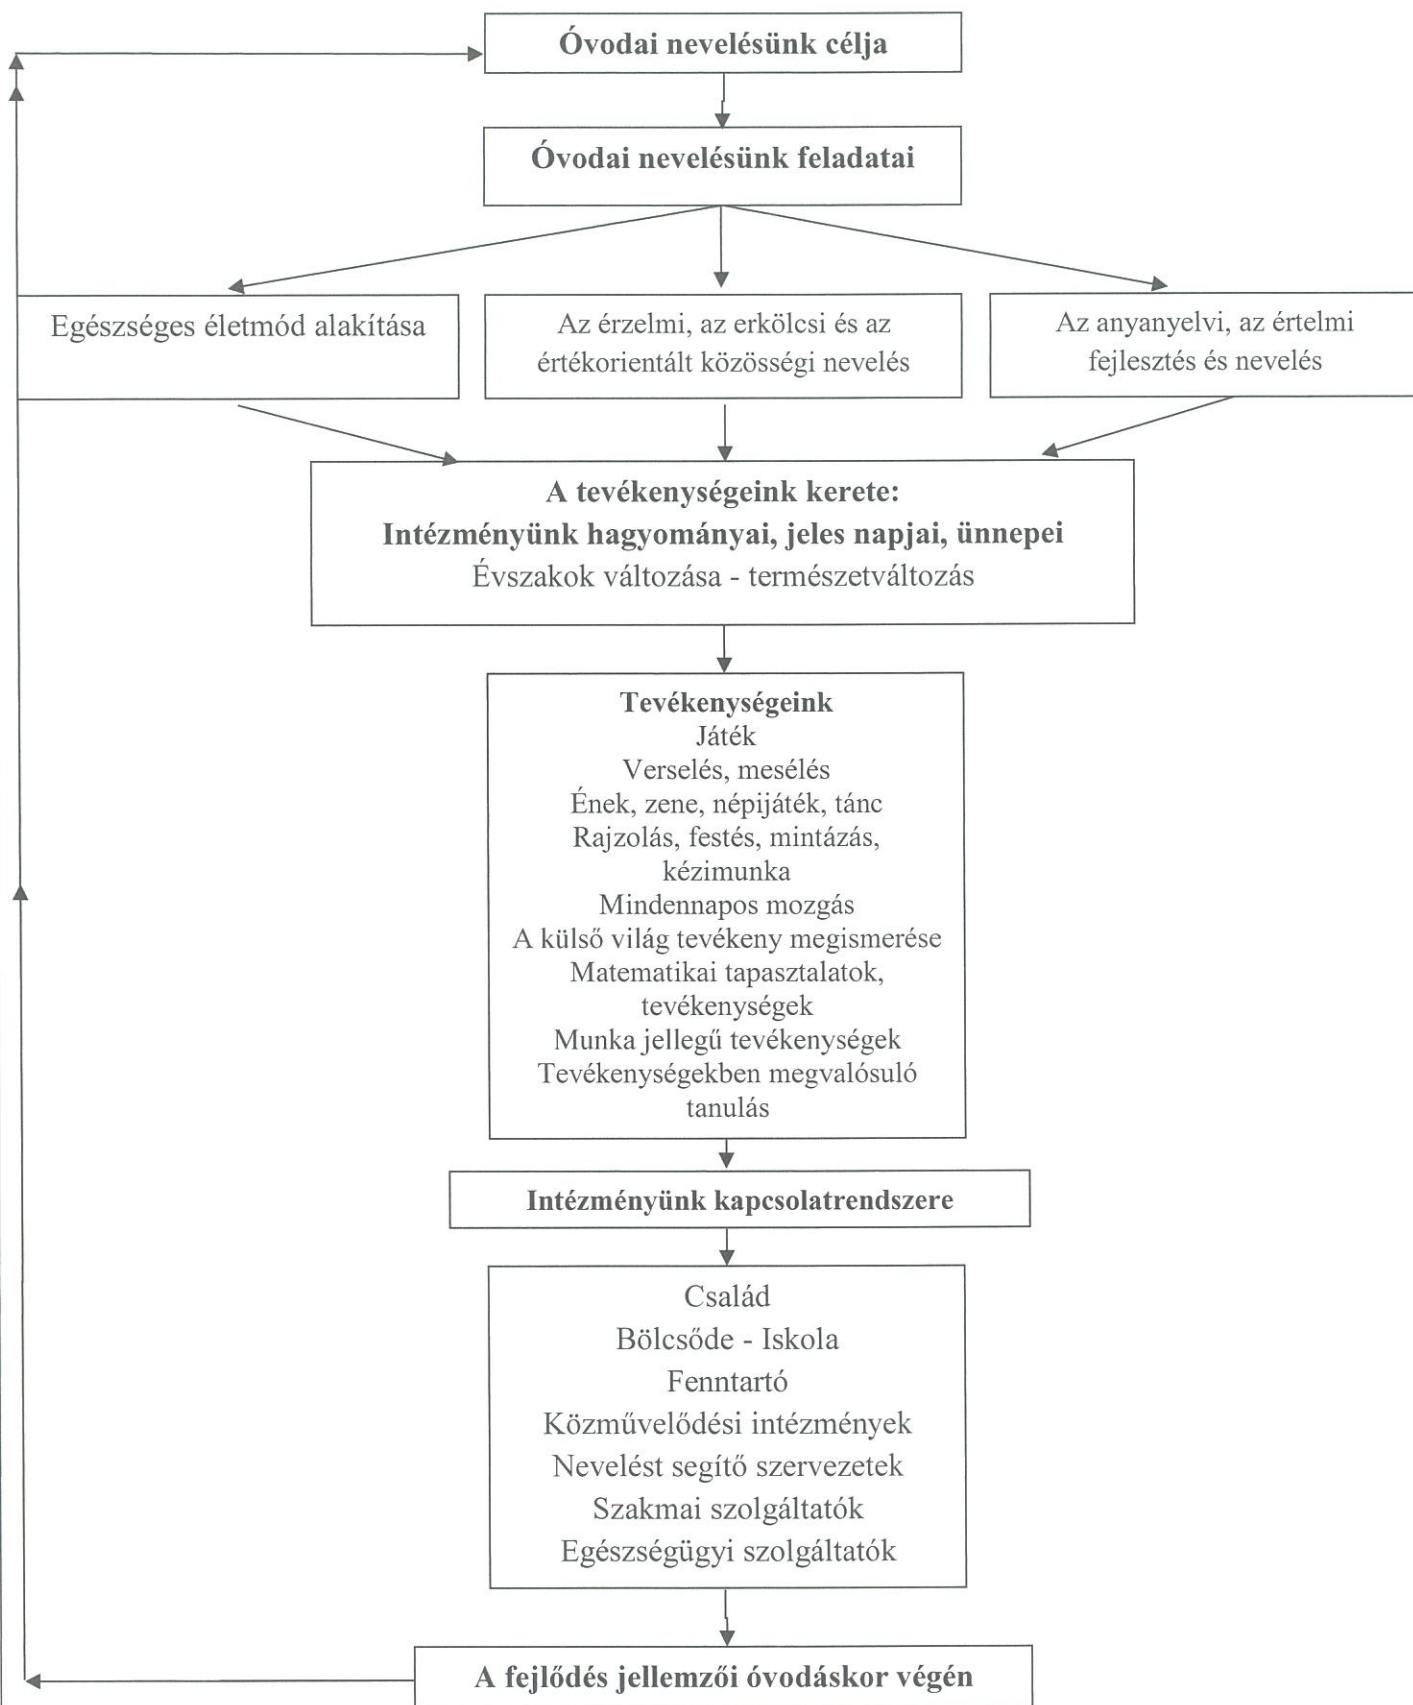 Óvodai nevelésünk célja
Óvodai nevelésünk feladatai
Egészséges életmód alakítása
Az érzelmi, az erkölcsi és az
értékorientált közösségi nevelés
Az anyanyelvi, az értelmi
fejlesztés és nevelés
A tevékenységeink kerete:
Intézményünk hagyományai, jeles napjai, ünnepei
Évszakok változása - természetváltozás
Tevékenységeink
Játék
Verselés, mesélés
Ének, zene, népijáték, tánc
Rajzolás, festés, mintázás,
kézimunka
Mindennapos mozgás
A külső világ tevékeny megismerése
Matematikai tapasztalatok,
tevékenységek
Munka jellegű tevékenységek
Tevékenységekben megvalósuló
tanulás
Intézményünk kapcsolatrendszere
Család
Bölcsőde - Iskola
Fenntartó
Közművelődési intézmények
Nevelést segítő szervezetek
Szakmai szolgáltatók
Egészségügyi szolgáltatók
A fejlődés jellemzői óvodáskor végén